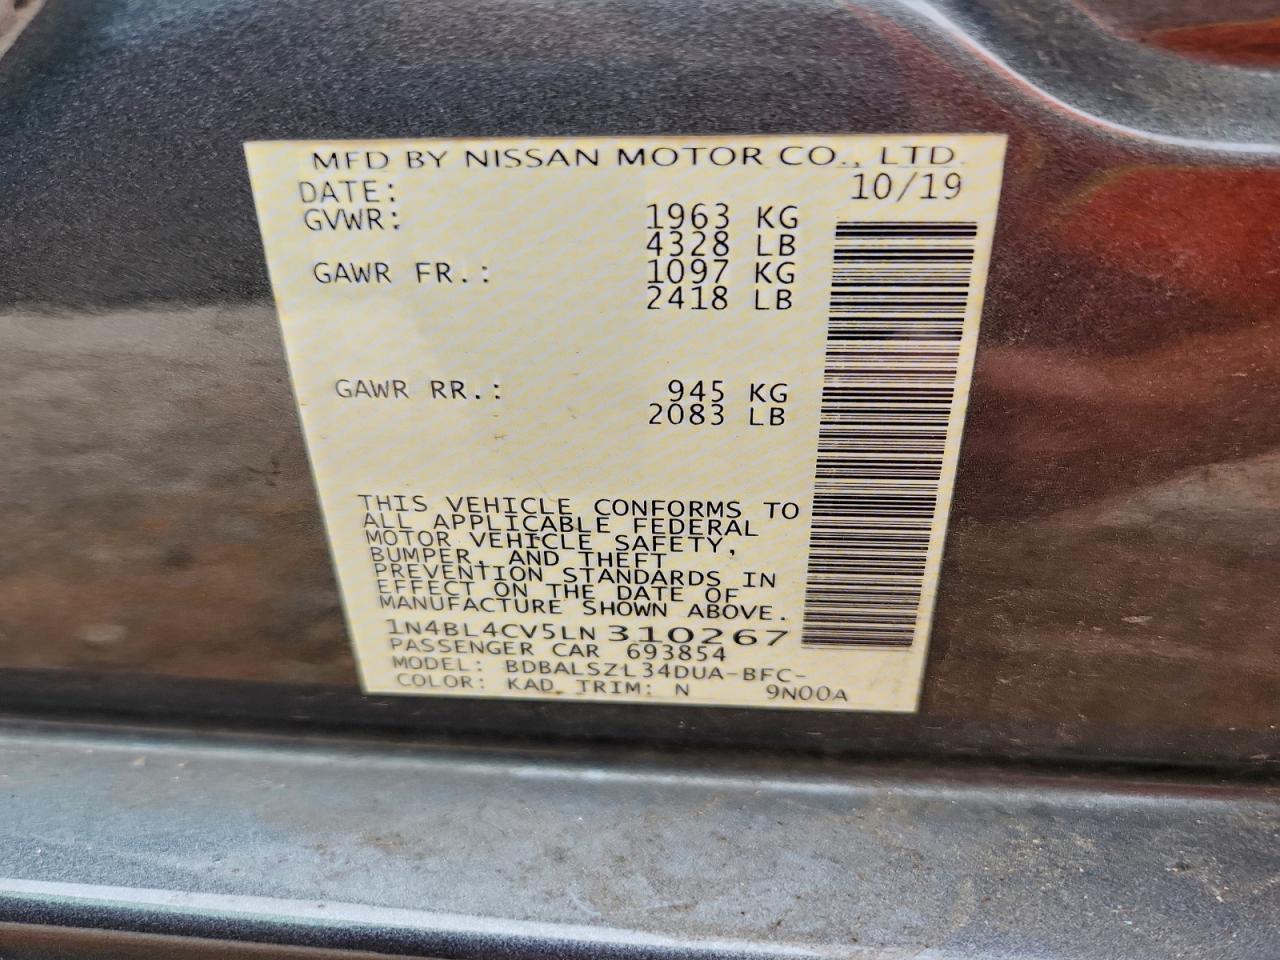 MFD BY NISSAN MOTOR CO., LTD.
DATE: 10/19
GVWR: 1963 KG
4328 LB
GAWR FR.: 1097 KG
2418 LB
GAWR RR.: 945 KG
2083 LB
THIS VEHICLE CONFORMS TO
ALL APPLICABLE FEDERAL
MOTOR VEHICLE SAFETY,
BUMPER, AND THEFT
PREVENTION STANDARDS IN
EFFECT ON THE DATE OF
MANUFACTURE SHOWN ABOVE.
1N4BL4CV5LN310267
PASSENGER CAR 693854
MODEL: BDBALSZL34DUA-BFC-
COLOR: KAD TRIM: N 9N00A